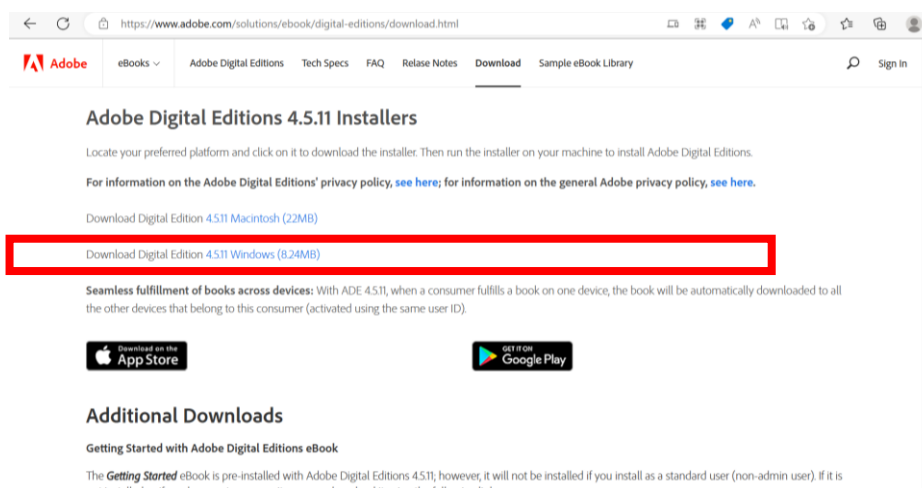 https://www.adobe.com/solutions/ebook/digital-editions/download.html
Adobe eBooks Adobe Digital Editions Tech Specs FAQ Relase Notes Download Sample eBook Library Sign In
Adobe Digital Editions 4.5.11 Installers
Locate your preferred platform and click on it to download the installer. Then run the installer on your machine to install Adobe Digital Editions.
For information on the Adobe Digital Editions' privacy policy, see here; for information on the general Adobe privacy policy, see here.
Download Digital Edition 4.5.11 Macintosh (22MB)
Download Digital Edition 4.5.11 Windows (8.24MB)
Seamless fulfillment of books across devices: With ADE 4.5.11, when a consumer fulfills a book on one device, the book will be automatically downloaded to all
the other devices that belong to this consumer (activated using the same user ID).
Download on the
App Store
GET IT ON
Google Play
Additional Downloads
Getting Started with Adobe Digital Editions eBook
The Getting Started eBook is pre-installed with Adobe Digital Editions 4.5.11; however, it will not be installed if you install as a standard user (non-admin user). If it is